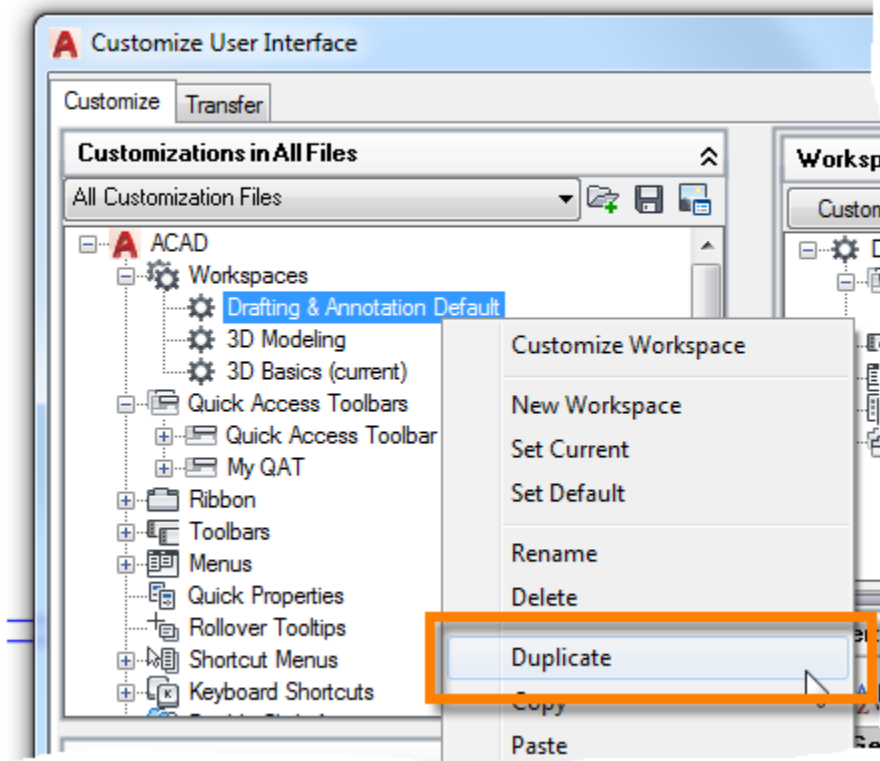 Customize User Interface
Customize Transfer
Customizations in All Files
Worksp
All Customization Files
Custom
ACAD
Workspaces
Drafting & Annotation Default
3D Modeling
3D Basics (current)
Quick Access Toolbars
Quick Access Toolbar
My QAT
Ribbon
Toolbars
Menus
Quick Properties
Rollover Tooltips
Shortcut Menus
Keyboard Shortcuts
Customize Workspace
New Workspace
Set Current
Set Default
Rename
Delete
Duplicate
Copy
Paste